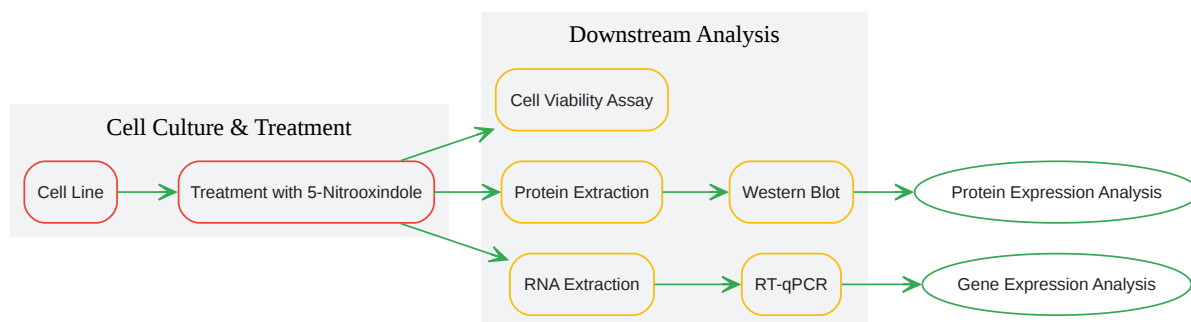 Downstream Analysis
Cell Viability Assay
Cell Culture & Treatment
Cell Line
Treatment with 5-Nitrooxindole
Protein Extraction
Western Blot
Protein Expression Analysis
RNA Extraction
RT-qPCR
Gene Expression Analysis